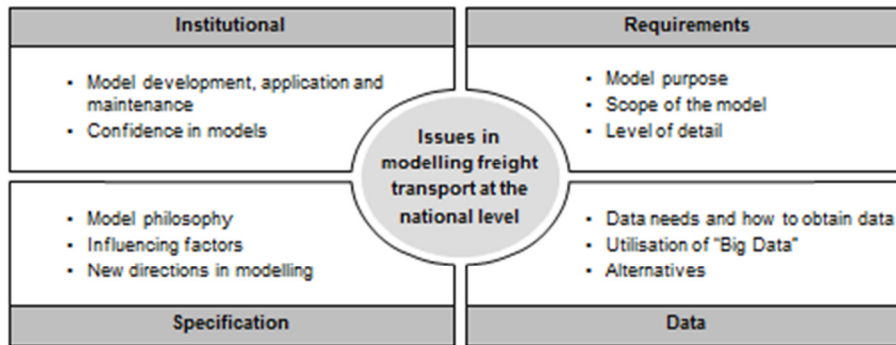 Institutional
• Model development, application and
maintenance
• Confidence in models
Requirements
• Model purpose
• Scope of the model
• Level of detail
Issues in
modelling freight
transport at the
national level
• Model philosophy
• Influencing factors
• New directions in modelling
Specification
• Data needs and how to obtain data
• Utilisation of "Big Data"
• Alternatives
Data